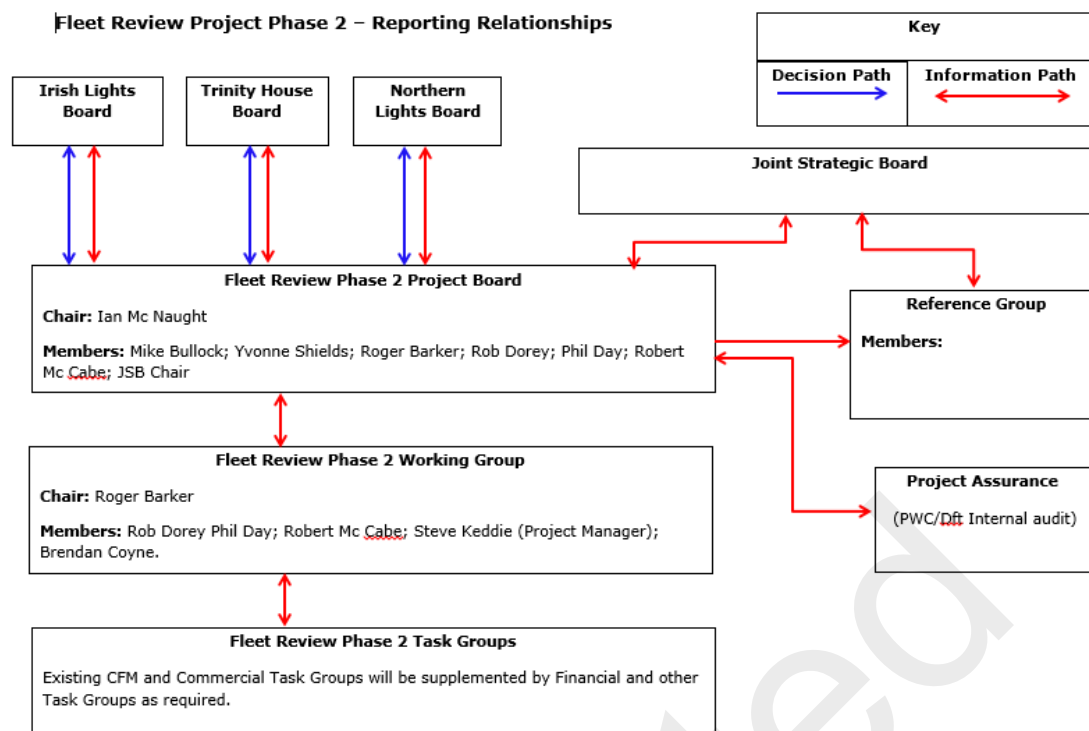 Fleet Review Project Phase 2 – Reporting Relationships
Key
Decision Path
Information Path
Irish Lights
Board
Trinity House
Board
Northern
Lights Board
Joint Strategic Board
Fleet Review Phase 2 Project Board
Chair: Ian Mc Naught
Members: Mike Bullock; Yvonne Shields; Roger Barker; Rob Dorey; Phil Day; Robert
Mc Cabe; JSB Chair
Reference Group
Members:
Fleet Review Phase 2 Working Group
Chair: Roger Barker
Members: Rob Dorey Phil Day; Robert Mc Cabe; Steve Keddie (Project Manager);
Brendan Coyne.
Project Assurance
(PWC/Dft Internal audit)
Fleet Review Phase 2 Task Groups
Existing CFM and Commercial Task Groups will be supplemented by Financial and other
Task Groups as required.